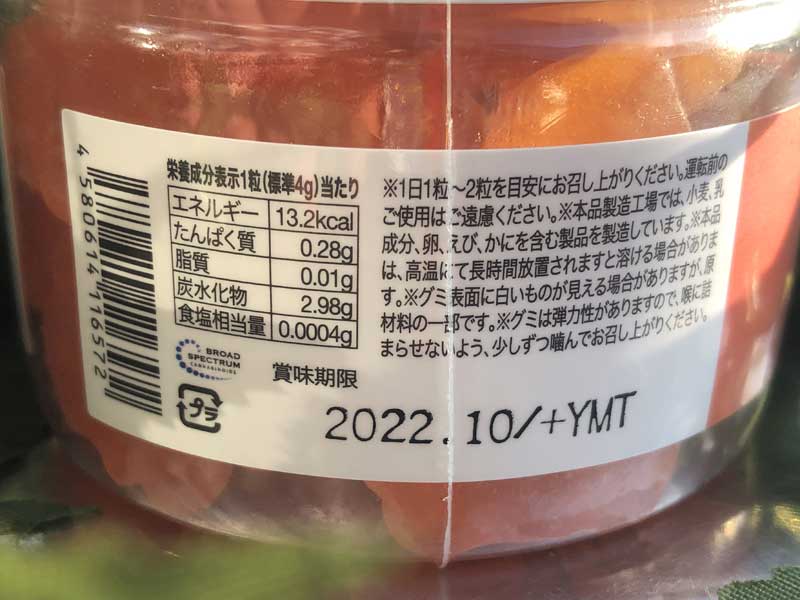 栄養成分表示1粒(標準4g)当たり
エネルギー 13.2kcal
たんぱく質 0.28g
脂質 0.01g
炭水化物 2.98g
食塩相当量 0.0004g
※1日1粒〜2粒を目安にお召し上がりください。運転前の
ご使用はご遠慮ください。※本品製造工場では、小麦、乳
成分、卵、えび、かにを含む製品を製造しています。※本品
は、高温にて長時間放置されますと溶ける場合がありま
す。※グミ表面に白いものが見える場合がありますが、原
材料の一部です。※グミは弾力性がありますので、喉に詰
まらせないよう、少しずつ噛んでお召し上がりください。
4 580614 116572
BROAD
SPECTRUM
CANNABINOIDS
プラ
賞味期限
2022.10/+YMT